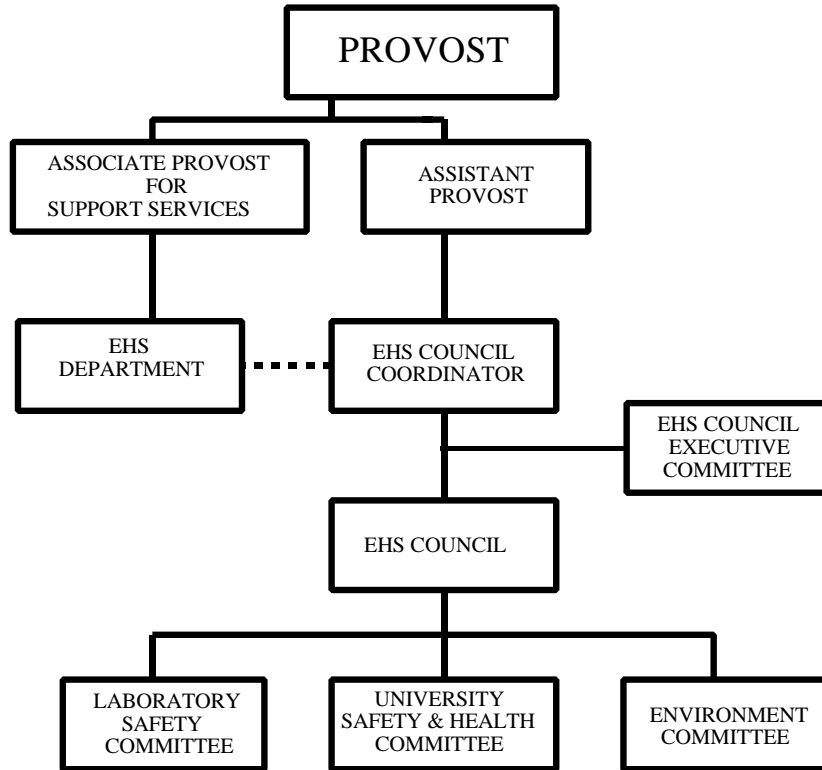 PROVOST
ASSOCIATE PROVOST
FOR
SUPPORT SERVICES
ASSISTANT
PROVOST
EHS
DEPARTMENT
EHS COUNCIL
COORDINATOR
EHS COUNCIL
EXECUTIVE
COMMITTEE
EHS COUNCIL
LABORATORY
SAFETY
COMMITTEE
UNIVERSITY
SAFETY & HEALTH
COMMITTEE
ENVIRONMENT
COMMITTEE